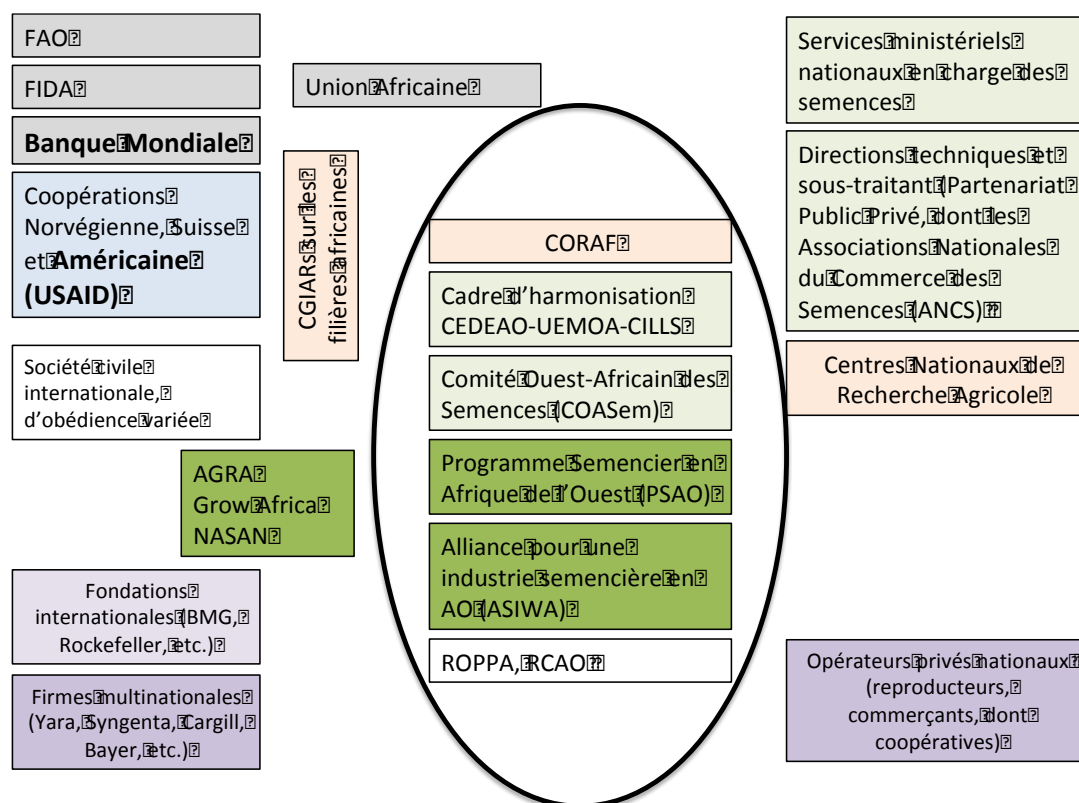 FAO
FIDA
Banque Mondiale
Coopérations
Norvégienne, Suisse
et Américaine
(USAID)
Société civile
internationale,
d'obédience variée
AGRA
Grow Africa
NASAN
Fondations
internationales (BMG,
Rockefeller, etc.)
Firmes multinationales
(Yara, Syngenta, Cargill,
Bayer, etc.)
Union Africaine
CGIARs sur les
filières africaines
CORAF
Cadre d'harmonisation
CEDEAO-UEMOA-CILLS
Comité Ouest-Africain des
Semences (COASem)
Programme Semencier en
Afrique de l'Ouest (PSAO)
Alliance pour une
industrie semencière en
AO (ASIWA)
ROPPA, RCAO
Services ministériels
nationaux en charge des
semences
Directions techniques et
sous-traitant (Partenariat
Public Privé, dont les
Associations Nationales
du Commerce des
Semences (ANCS)
Centres Nationaux de
Recherche Agricole
Opérateurs privés nationaux
(reproducteurs,
commerçants, dont
coopératives)